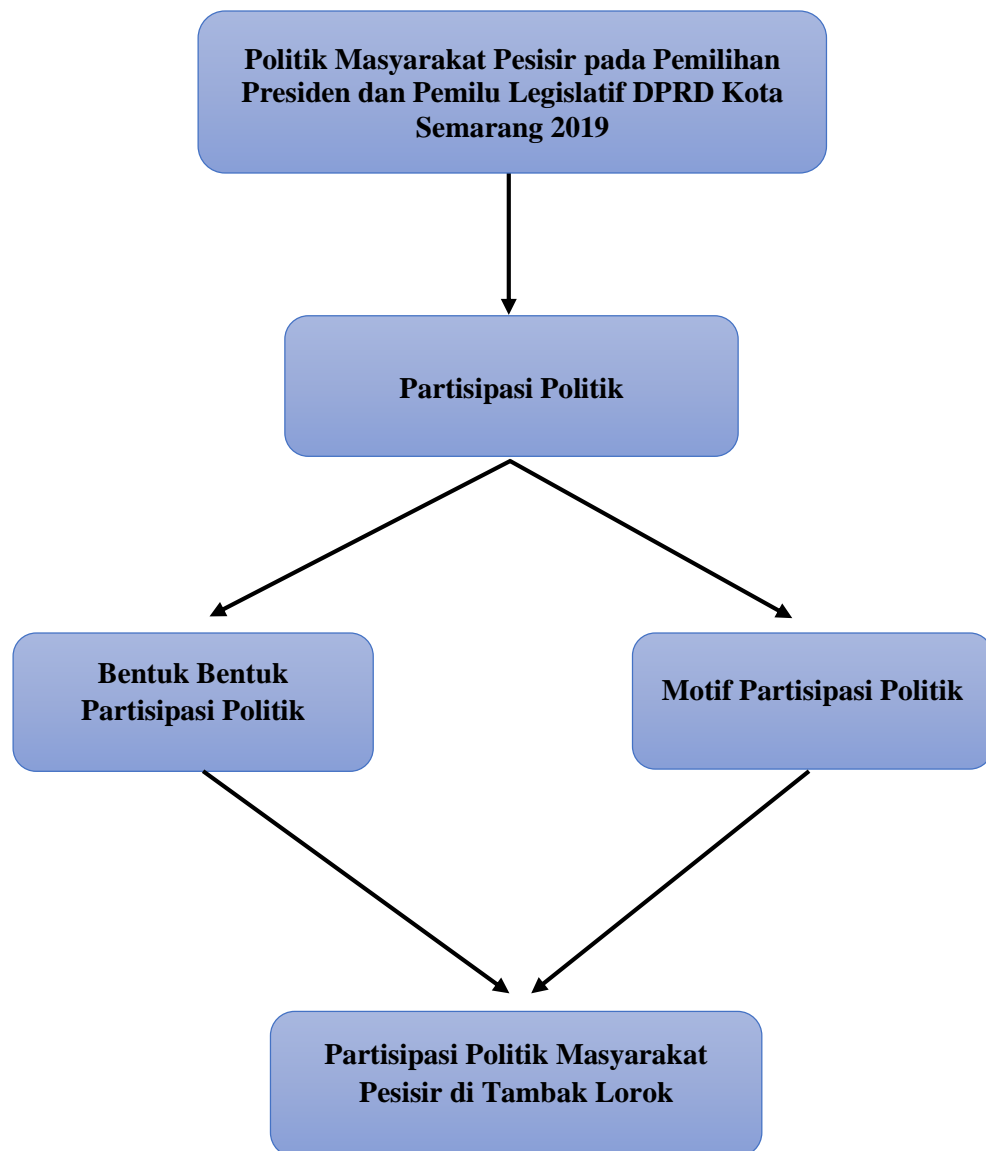 Politik Masyarakat Pesisir pada Pemilihan
Presiden dan Pemilu Legislatif DPRD Kota
Semarang 2019
Partisipasi Politik
Bentuk Bentuk
Partisipasi Politik
Motif Partisipasi Politik
Partisipasi Politik Masyarakat
Pesisir di Tambak Lorok